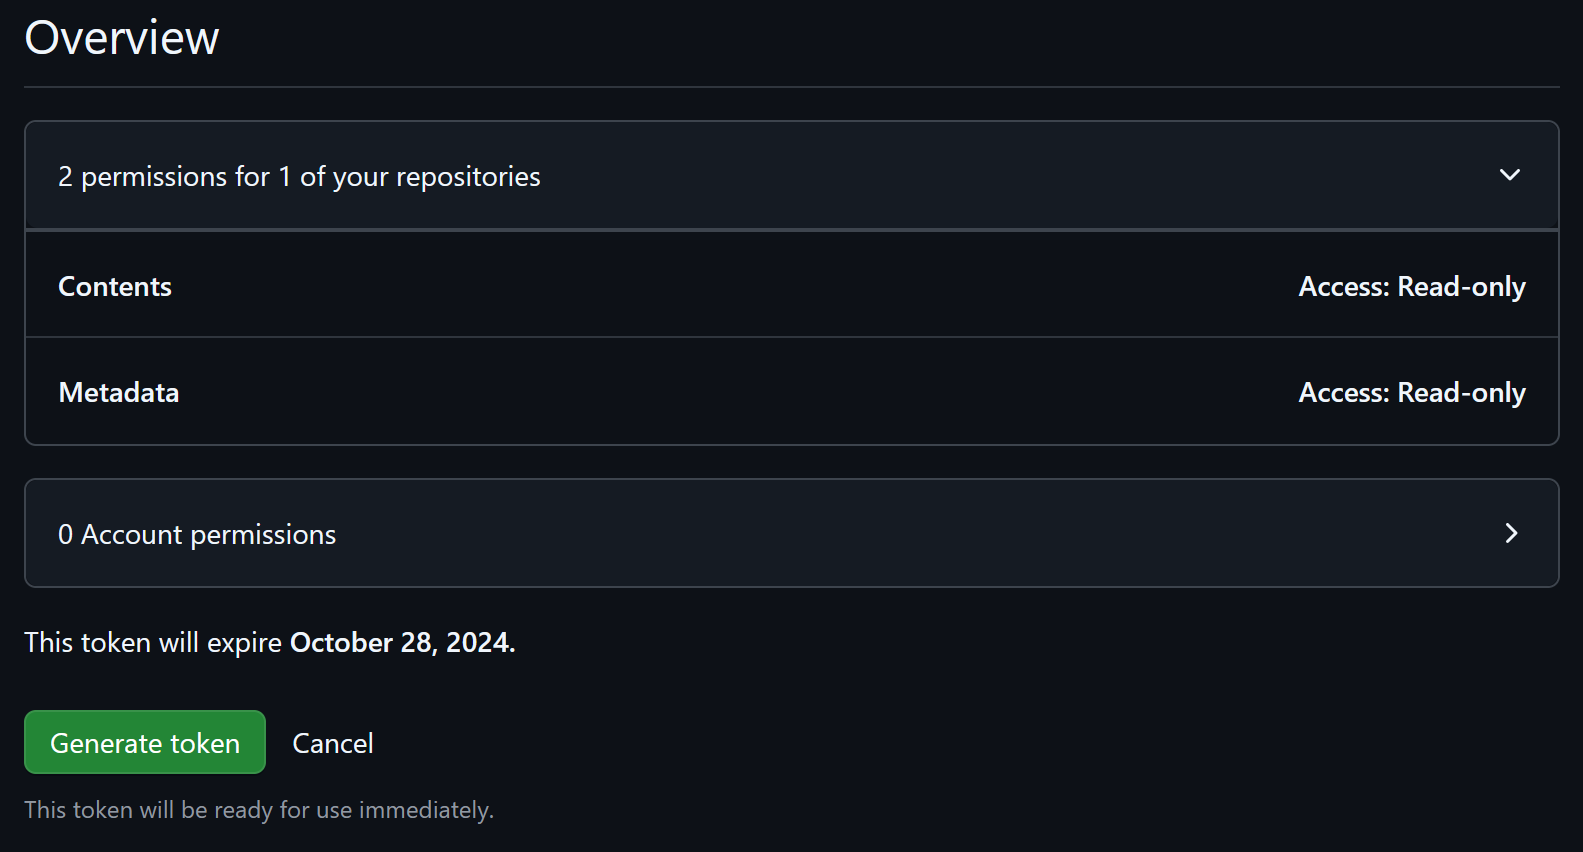 Overview
2 permissions for 1 of your repositories
Contents
Access: Read-only
Metadata
Access: Read-only
0 Account permissions
This token will expire October 28, 2024.
Generate token
Cancel
This token will be ready for use immediately.